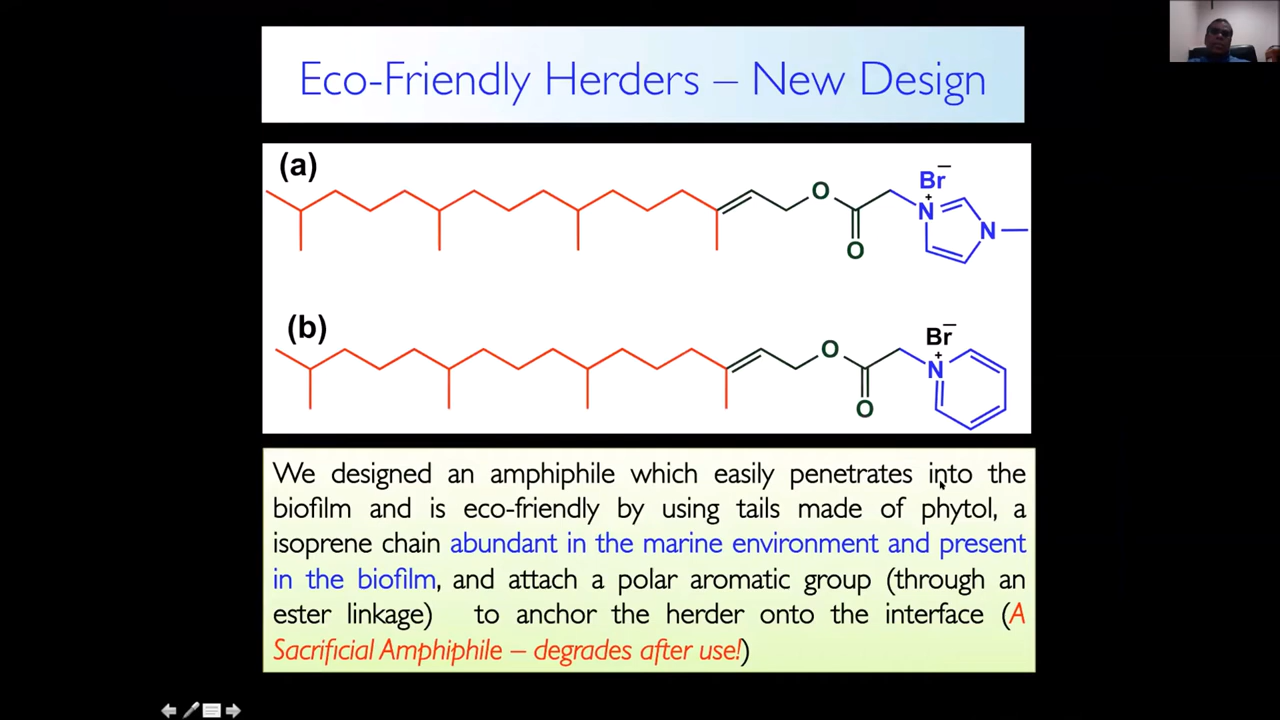 Eco-Friendly Herders – New Design
(a)
O
O
Br−
N+
N
(b)
O
O
Br−
N+
We designed an amphiphile which easily penetrates into the
biofilm and is eco-friendly by using tails made of phytol, a
isoprene chain abundant in the marine environment and present
in the biofilm, and attach a polar aromatic group (through an
ester linkage) to anchor the herder onto the interface (A
Sacrificial Amphiphile – degrades after use!)